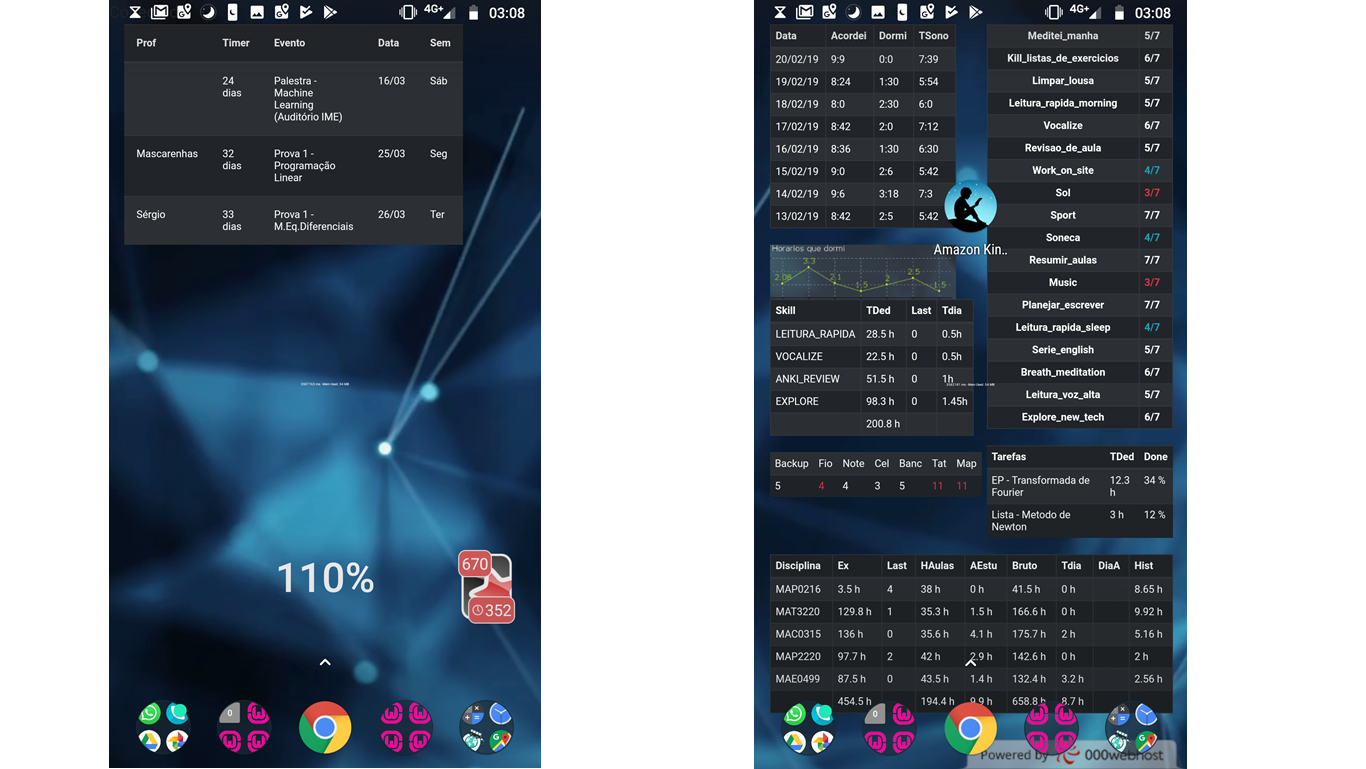 4G+ 03:08
Prof Timer Evento Data Sem
24 dias Palestra - Machine Learning (Auditório IME) 16/03 Sáb
Mascarenhas 32 dias Prova 1 - Programação Linear 25/03 Seg
Sérgio 33 dias Prova 1 - M.Eq.Diferenciais 26/03 Ter
110%
670
352
0
4G+ 03:08
Data Acordei Dormi TSono
20/02/19 9:9 0:0 7:39
19/02/19 8:24 1:30 5:54
18/02/19 8:0 2:30 6:0
17/02/19 8:42 2:0 7:12
16/02/19 8:36 1:30 6:30
15/02/19 9:0 2:6 5:42
14/02/19 9:6 3:18 7:3
13/02/19 8:42 2:5 5:42
Amazon Kin..
Horarios que dormi
2.08 3.3 2.1 1.5 2 2.5 1.5
Skill TDed Last Tdia
LEITURA_RAPIDA 28.5 h 0 0.5h
VOCALIZE 22.5 h 0 0.5h
ANKI_REVIEW 51.5 h 0 1h
EXPLORE 98.3 h 0 1.45h
200.8 h
Backup Fio Note Cel Banc Tat Map
5 4 4 3 5 11 11
Meditei_manha 5/7
Kill_listas_de_exercicios 6/7
Limpar_lousa 5/7
Leitura_rapida_morning 5/7
Vocalize 6/7
Revisao_de_aula 5/7
Work_on_site 4/7
Sol 3/7
Sport 7/7
Soneca 4/7
Resumir_aulas 7/7
Music 3/7
Planejar_escrever 7/7
Leitura_rapida_sleep 4/7
Serie_english 5/7
Breath_meditation 6/7
Leitura_voz_alta 5/7
Explore_new_tech 6/7
Tarefas TDed Done
EP - Transformada de Fourier 12.3 h 34 %
Lista - Metodo de Newton 3 h 12 %
Disciplina Ex Last HAulas AEstu Bruto Tdia DiaA Hist
MAP0216 3.5 h 4 38 h 0 h 41.5 h 0 h 8.65 h
MAT3220 129.8 h 1 35.3 h 1.5 h 166.6 h 0 h 9.92 h
MAC0315 136 h 0 35.6 h 4.1 h 175.7 h 2 h 5.16 h
MAP2220 97.7 h 2 42 h 2.9 h 142.6 h 0 h 2 h
MAE0499 87.5 h 0 43.5 h 1.4 h 132.4 h 3.2 h 2.56 h
454.5 h 194.4 h 9.9 h 658.8 h 8.7 h
0
Powered by 000webhost